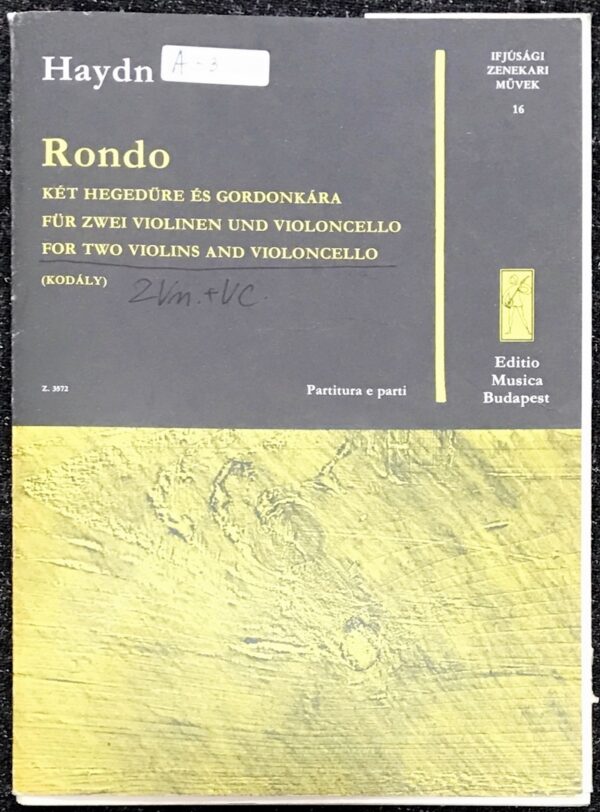 Haydn
A-3
Rondo
KÉT HEGEDŰRE ÉS GORDONKÁRA
FÜR ZWEI VIOLINEN UND VIOLONCELLO
FOR TWO VIOLINS AND VIOLONCELLO
(KODÁLY)
2Vn.+VC.
Z. 3572
Partitura e parti
IFJÚSÁGI
ZENEKARI
MŰVEK
16
Editio
Musica
Budapest